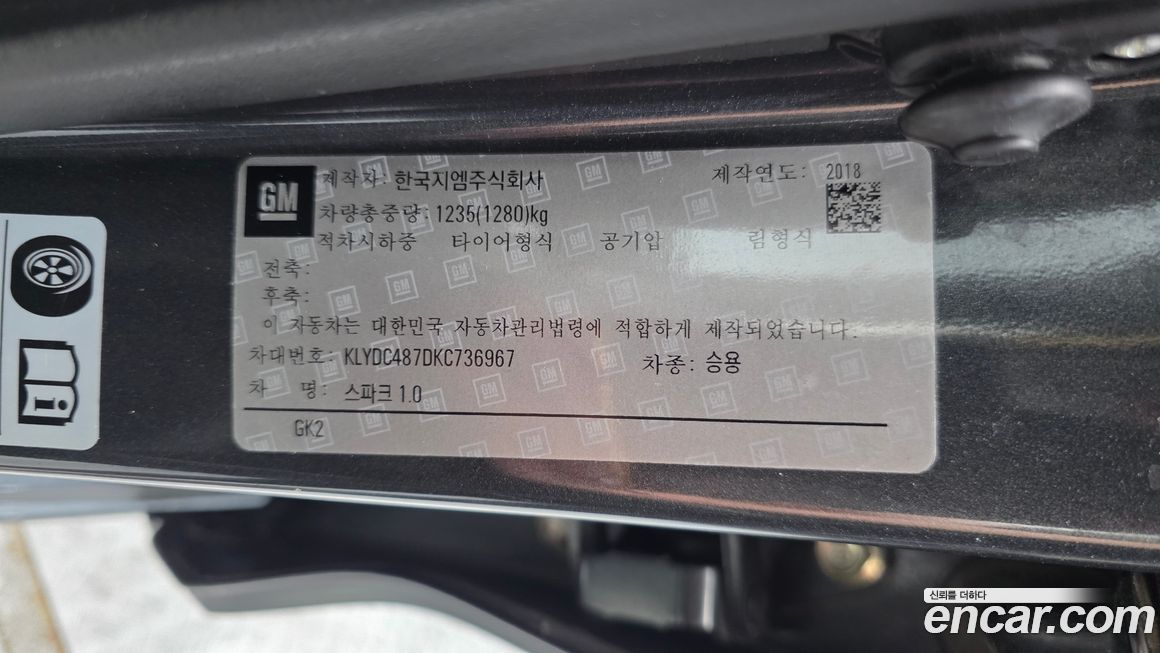 GM 제작자: 한국지엠주식회사 제작연도: 2018
차량총중량: 1235(1280)kg
적차시하중 타이어형식 공기압 림형식
전축:
후축:
이 자동차는 대한민국 자동차관리법령에 적합하게 제작되었습니다.
차대번호: KLYDC487DKC736967 차종: 승용
차 명: 스파크 1.0
GK2
신뢰를 더하다
encar.com